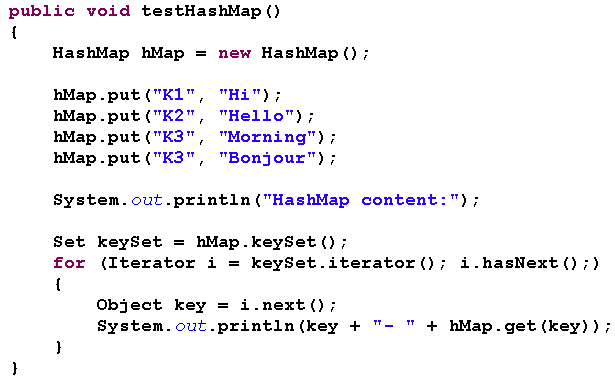 public void testHashMap()
{
HashMap hMap = new HashMap();
hMap.put("K1", "Hi");
hMap.put("K2", "Hello");
hMap.put("K3", "Morning");
hMap.put("K3", "Bonjour");
System.out.println("HashMap content:");
Set keySet = hMap.keySet();
for (Iterator i = keySet.iterator(); i.hasNext();)
{
Object key = i.next();
System.out.println(key + "- " + hMap.get(key));
}
}